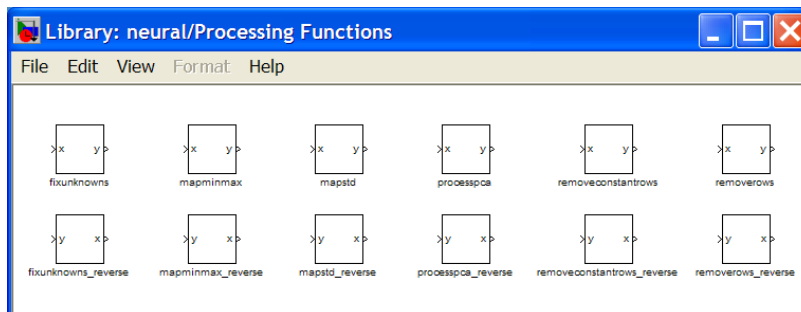 Library: neural/Processing Functions
File Edit View Format Help
x y x y x y x y x y x y
fixunknowns mapminmax mapstd processpca removeconstantrows removerows
y x y x y x y x y x y x
fixunknowns_reverse mapminmax_reverse mapstd_reverse processpca_reverse removeconstantrows_reverse removerows_reverse